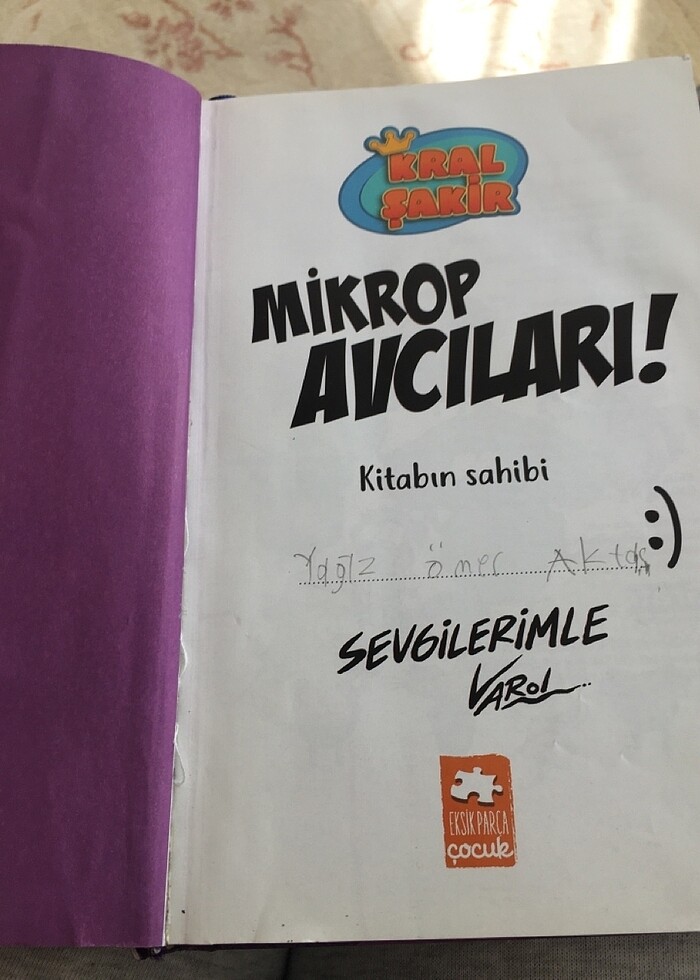 KRAL
ŞAKİR
MİKROP
AVCILARI!
Kitabın sahibi
:)
Yağız ömer Aktaş
SEVGİLERİMLE
VAROL
EKSİK PARÇA
çocuk